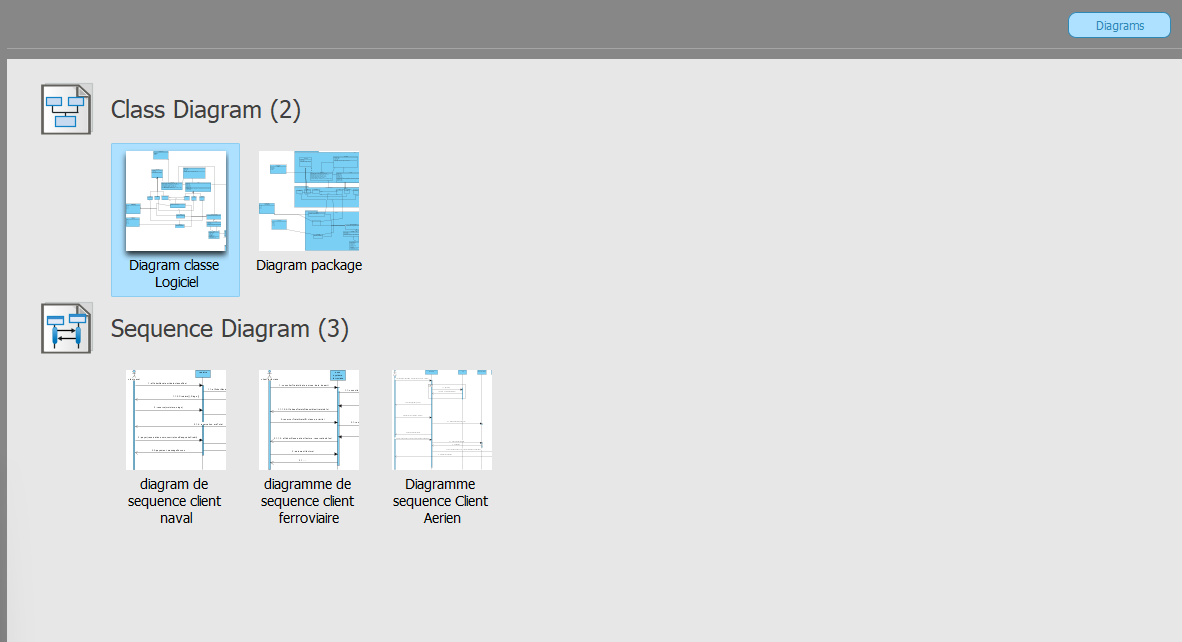 Diagrams
Class Diagram (2)
Diagram classe
Logiciel
Diagram package
Sequence Diagram (3)
diagram de
sequence client
naval
diagramme de
sequence client
ferroviaire
Diagramme
sequence Client
Aerien